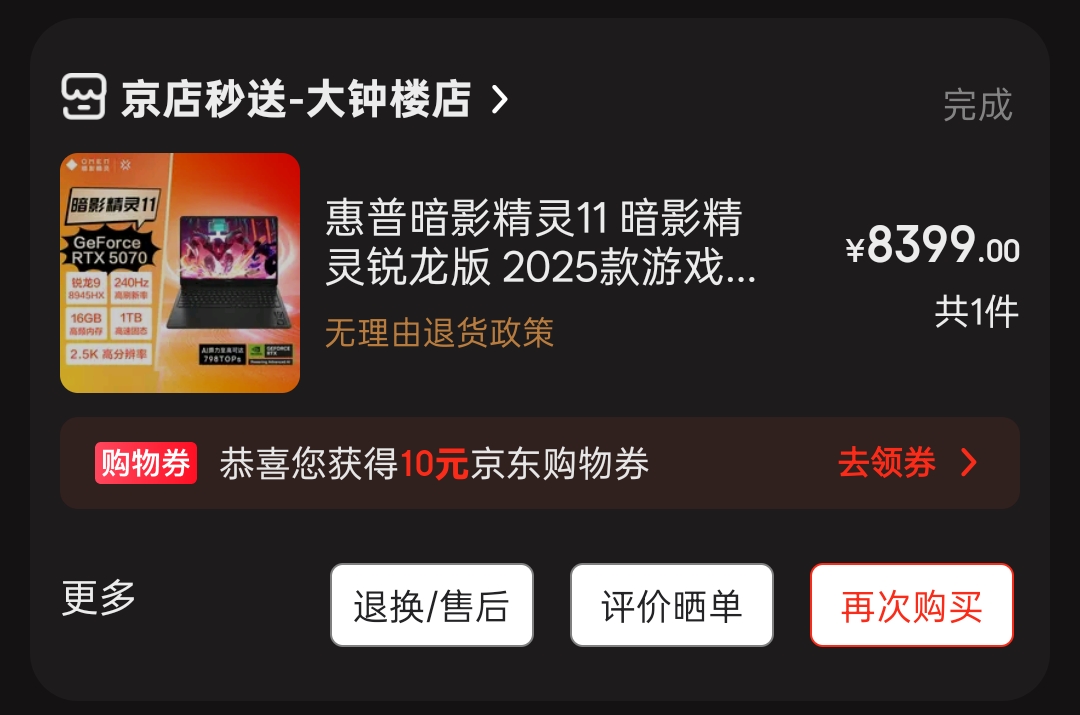 京店秒送-大钟楼店
完成
OMEN
暗影精灵
暗影精灵11
GeForce
RTX 5070
锐龙9
8945HX
240Hz
高刷新率
16GB
高频内存
1TB
高速固态
2.5K 高分辨率
AI算力至高可达
798TOPs
GEFORCE
RTX
惠普暗影精灵11 暗影精
灵锐龙版 2025款游戏...
¥8399.00
共1件
无理由退货政策
购物券 恭喜您获得10元京东购物券
去领券
更多
退换/售后
评价晒单
再次购买